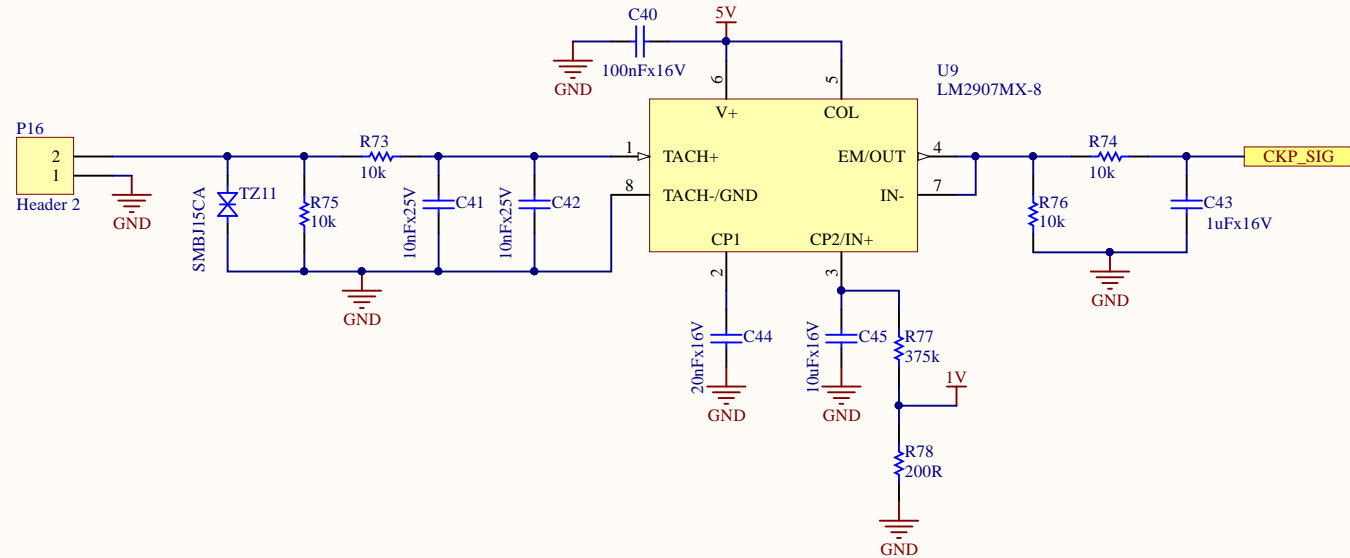 C40
5V
100nFx16V
GND
6
5
U9
LM2907MX-8
V+
COL
P16
2
1
Header 2
GND
R73
10k
1
TACH+
EM/OUT
4
R74
10k
CKP_SIG
8
TACH-/GND
IN-
7
SMBJ15CA
TZ11
R75
10k
10nFx25V
C41
10nFx25V
C42
R76
10k
C43
1uFx16V
CP1
CP2/IN+
2
3
GND
GND
20nFx16V
C44
10uFx16V
C45
R77
375k
GND
GND
1V
R78
200R
GND